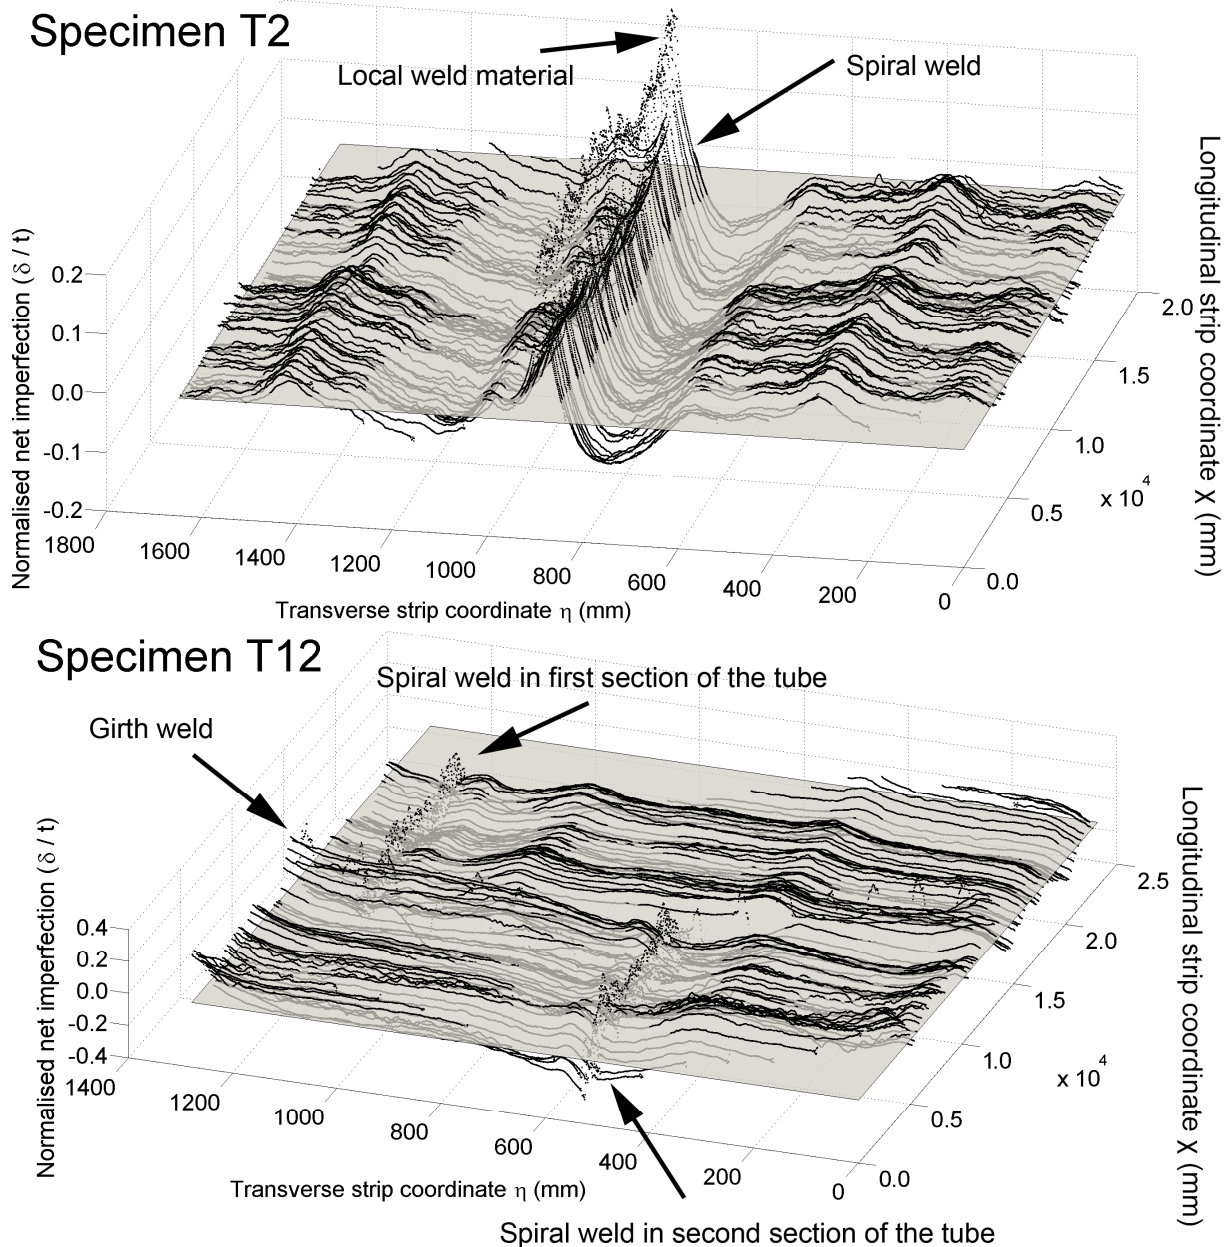 Specimen T2
Local weld material
Spiral weld
Normalised net imperfection ( δ / t )
0.2
0.1
0.0
-0.1
-0.2
1800
1600
1400
1200
1000
800
600
400
200
0
Transverse strip coordinate η (mm)
0.0
0.5
1.0
1.5
2.0
x 10⁴
Longitudinal strip coordinate χ (mm)
Specimen T12
Spiral weld in first section of the tube
Girth weld
Normalised net imperfection ( δ / t )
0.4
0.2
0.0
-0.2
-0.4
1400
1200
1000
800
600
400
200
0
Transverse strip coordinate η (mm)
0.0
0.5
1.0
1.5
2.0
2.5
x 10⁴
Longitudinal strip coordinate χ (mm)
Spiral weld in second section of the tube